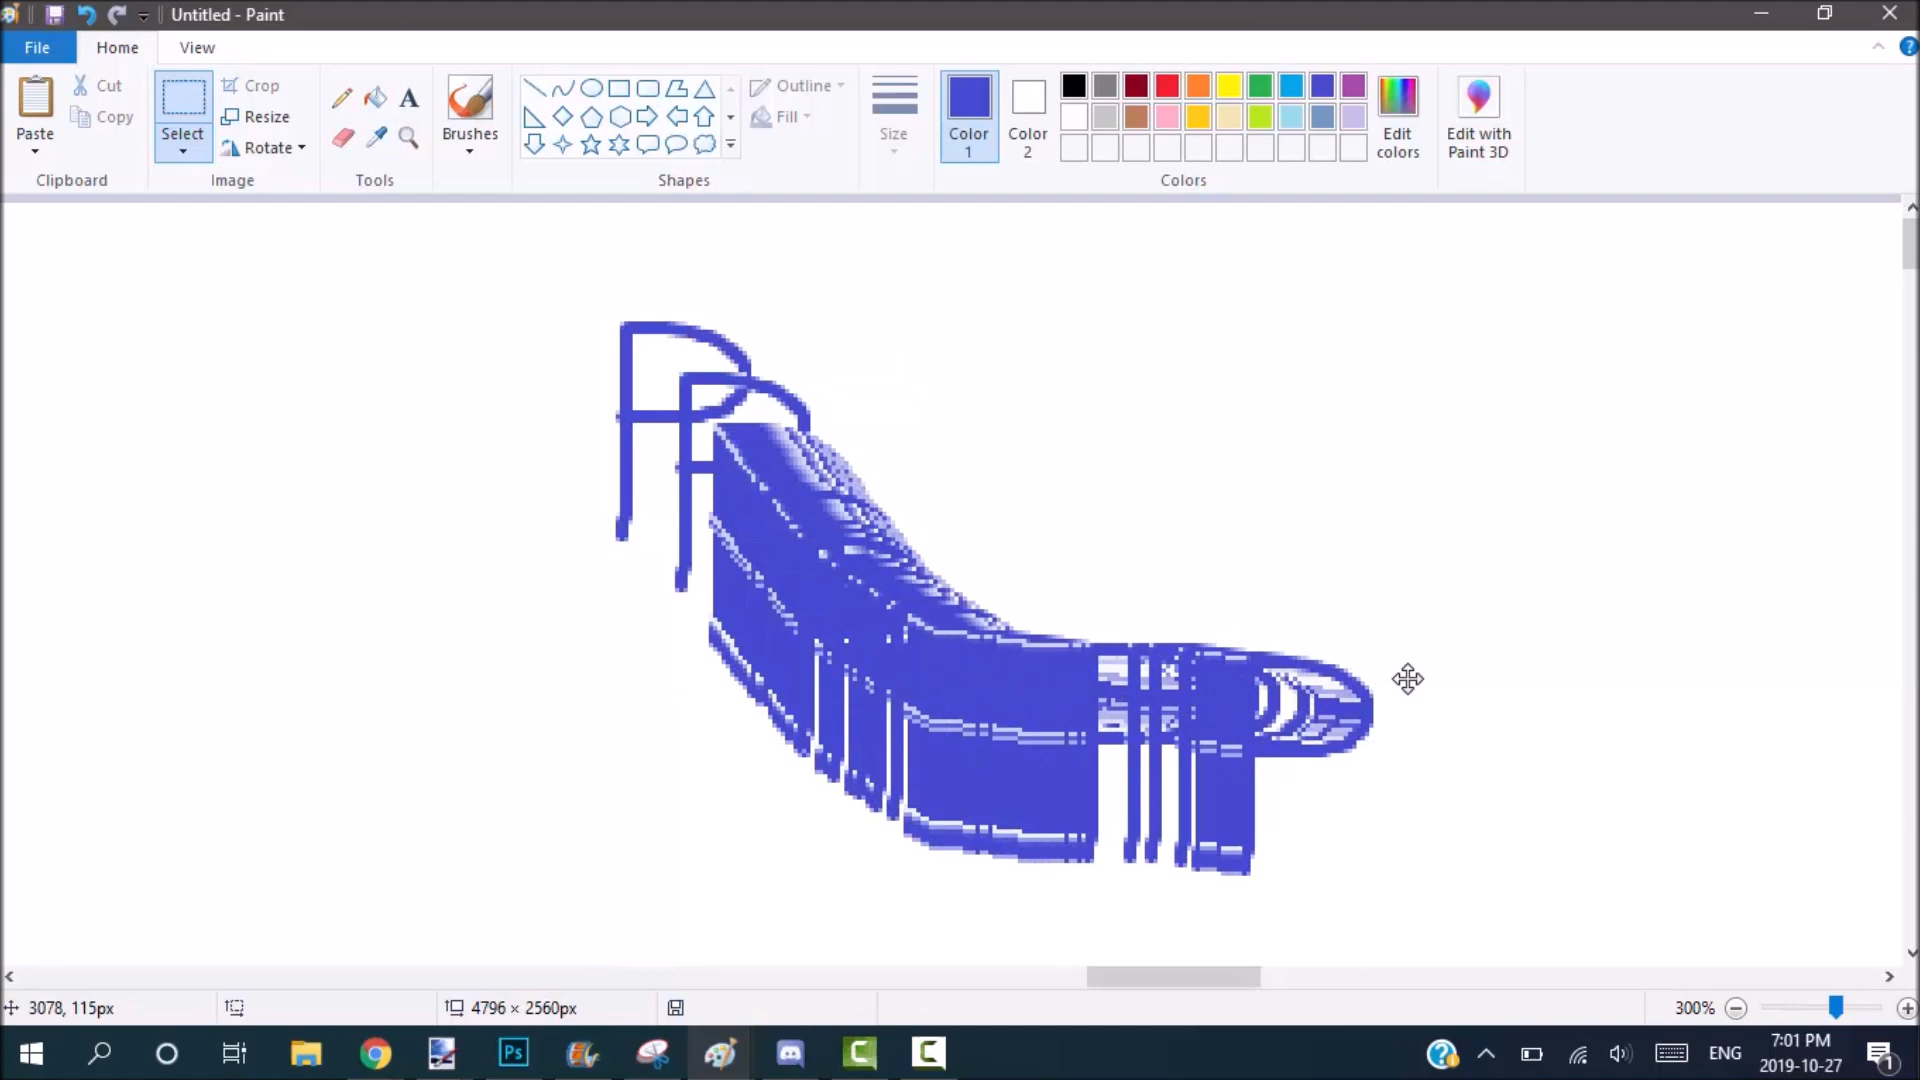 Untitled - Paint
File Home View
Paste Cut Copy Clipboard
Select Crop Resize Rotate Image
A Tools
Brushes
Shapes Outline Fill
Size
Color 1 Color 2 Colors
Edit colors
Edit with Paint 3D
P
P
3078, 115px 4796 × 2560px 300%
Ps C C ENG 7:01 PM
2019-10-27 1